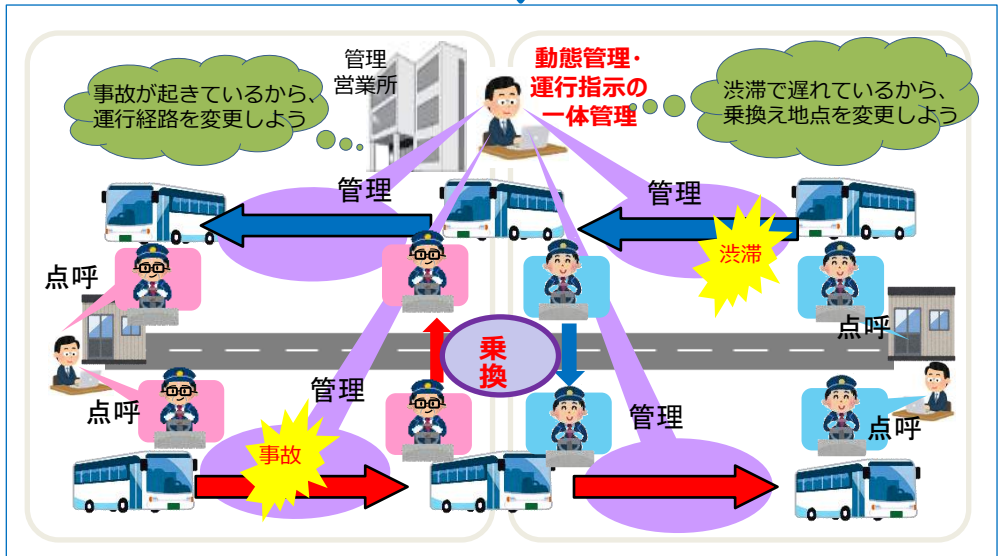 管理
営業所
動態管理・
運行指示の
一体管理
事故が起きているから、
運行経路を変更しよう
渋滞で遅れているから、
乗換え地点を変更しよう
管理
管理
渋滞
点呼
点呼
乗
換
管理
管理
点呼
点呼
事故